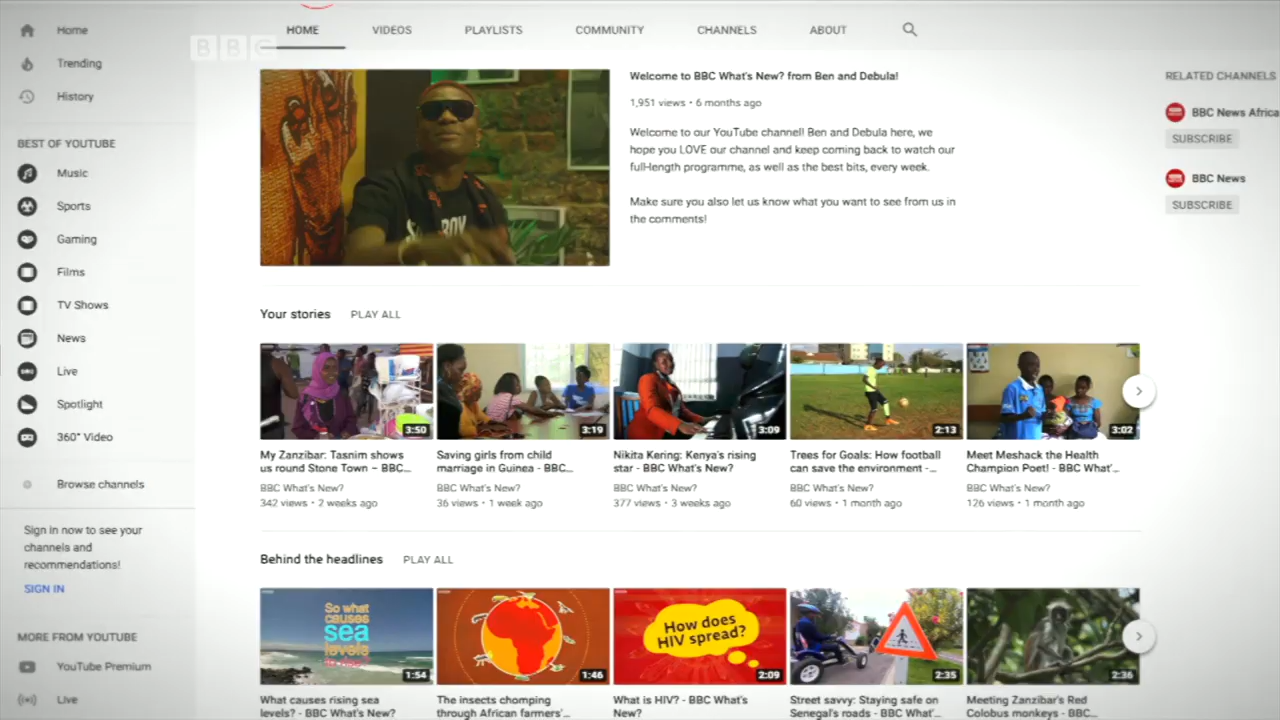 Home
Trending
History
BEST OF YOUTUBE
Music
Sports
Gaming
Films
TV Shows
News
Live
Spotlight
360° Video
Browse channels
Sign in now to see your
channels and
recommendations!
SIGN IN
MORE FROM YOUTUBE
YouTube Premium
Live
BBC
HOME VIDEOS PLAYLISTS COMMUNITY CHANNELS ABOUT
Welcome to BBC What's New? from Ben and Debula!
1,951 views • 6 months ago
Welcome to our YouTube channel! Ben and Debula here, we
hope you LOVE our channel and keep coming back to watch our
full-length programme, as well as the best bits, every week.
Make sure you also let us know what you want to see from us in
the comments!
RELATED CHANNELS
BBC News Africa
SUBSCRIBE
BBC News
SUBSCRIBE
Your stories PLAY ALL
3:50
My Zanzibar: Tasnim shows
us round Stone Town – BBC...
BBC What's New?
342 views • 2 weeks ago
3:19
Saving girls from child
marriage in Guinea - BBC...
BBC What's New?
36 views • 1 week ago
3:09
Nikita Kering: Kenya's rising
star - BBC What's New?
BBC What's New?
377 views • 3 weeks ago
2:13
Trees for Goals: How football
can save the environment -...
BBC What's New?
60 views • 1 month ago
3:02
Meet Meshack the Health
Champion Poet! - BBC What'...
BBC What's New?
126 views • 1 month ago
Behind the headlines PLAY ALL
So what
causes
sea
levels
1:54
What causes rising sea
levels? - BBC What's New?
1:46
The insects chomping
through African farmers'...
How does
HIV spread?
2:09
What is HIV? - BBC What's
New?
2:35
Street savvy: Staying safe on
Senegal's roads - BBC What'...
2:36
Meeting Zanzibar's Red
Colobus monkeys - BBC...